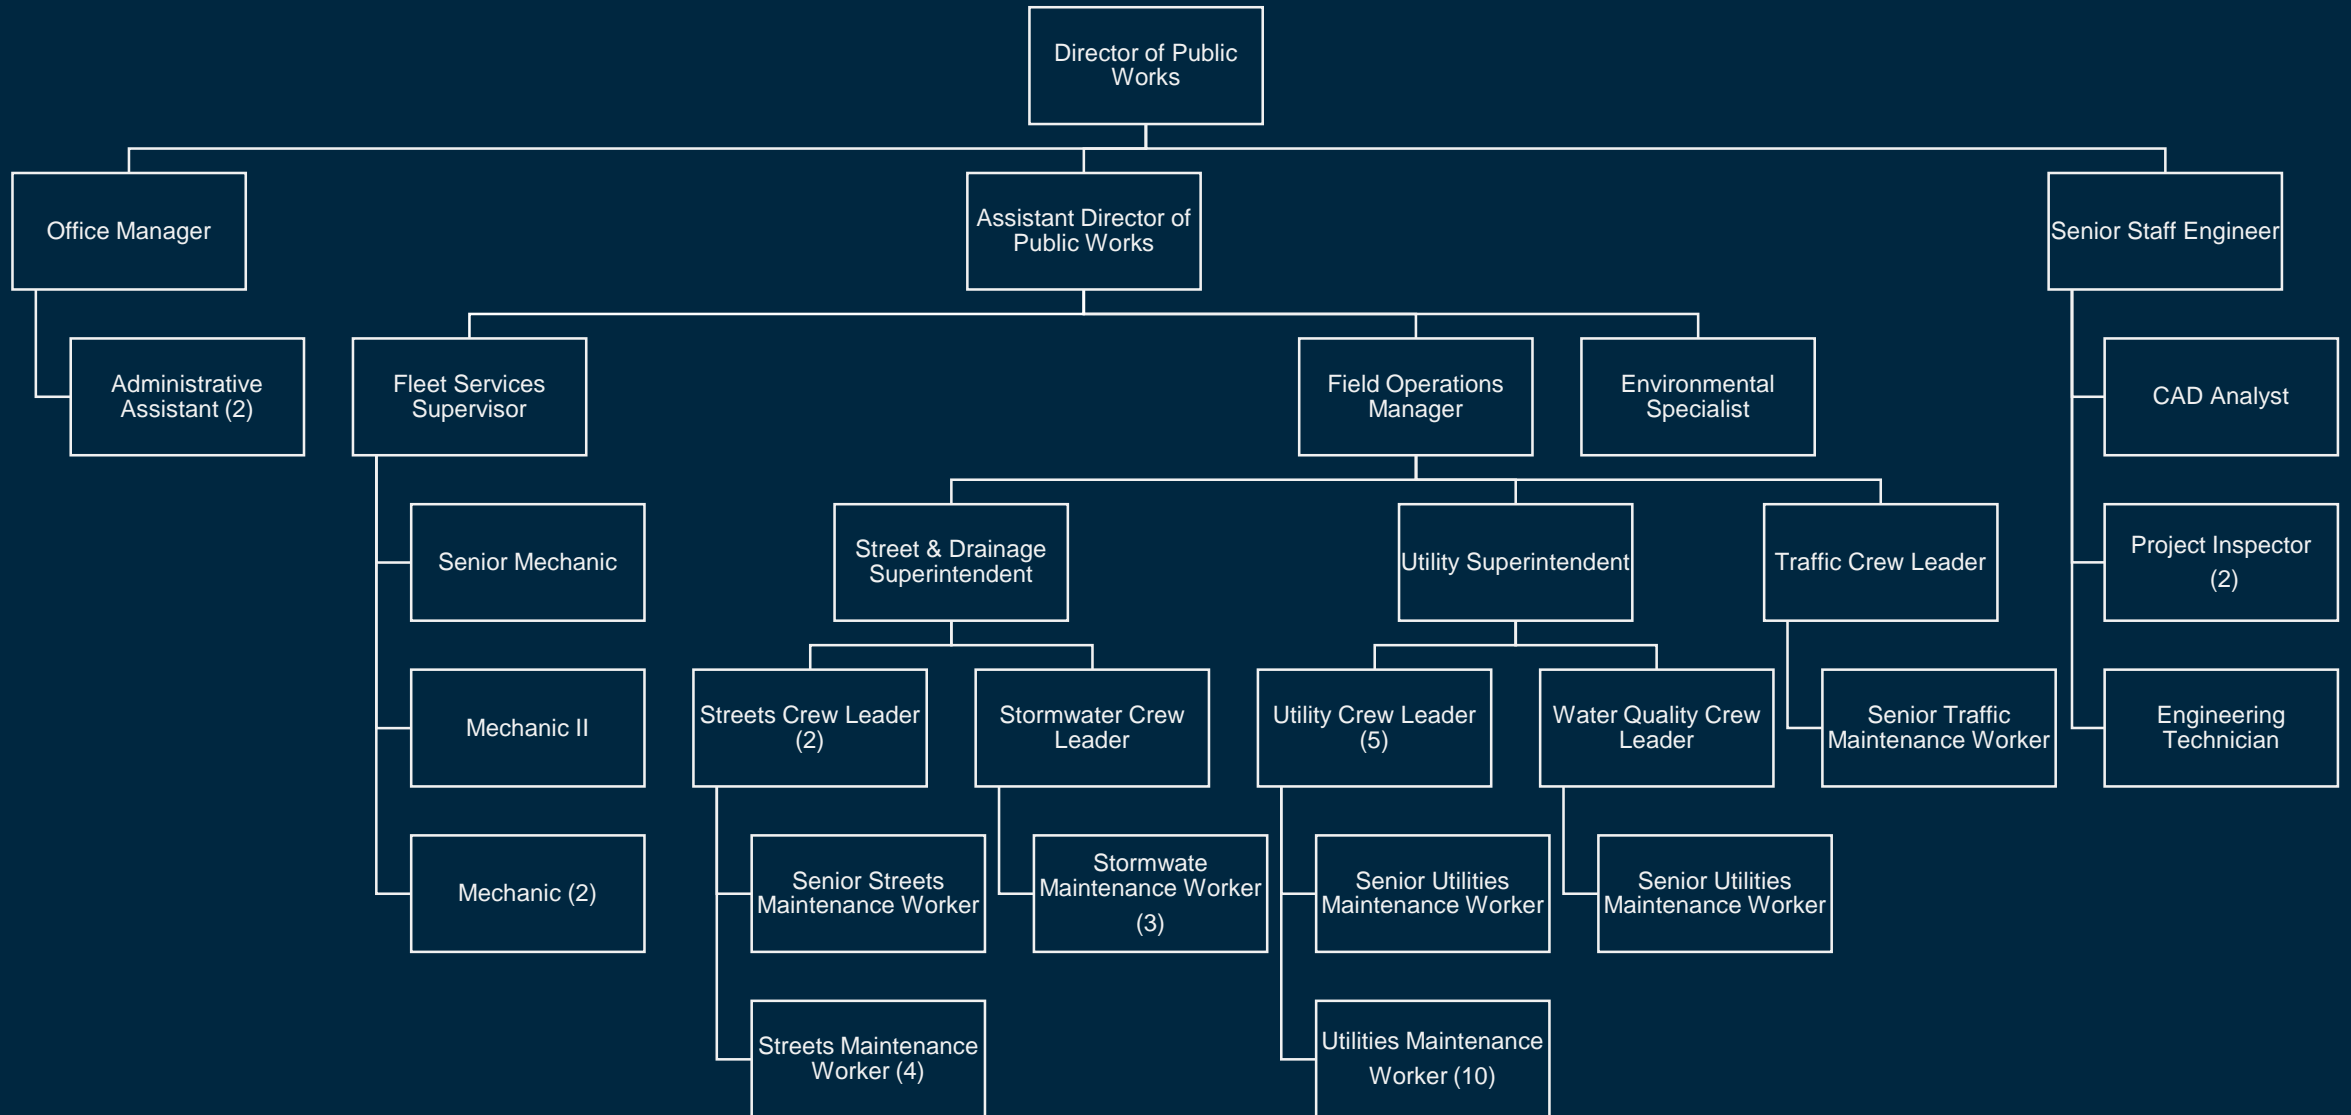 Director of Public
Works
Office Manager
Assistant Director of
Public Works
Senior Staff Engineer
Administrative
Assistant (2)
Fleet Services
Supervisor
Field Operations
Manager
Environmental
Specialist
CAD Analyst
Senior Mechanic
Street & Drainage
Superintendent
Utility Superintendent
Traffic Crew Leader
Project Inspector
(2)
Mechanic II
Streets Crew Leader
(2)
Stormwater Crew
Leader
Utility Crew Leader
(5)
Water Quality Crew
Leader
Senior Traffic
Maintenance Worker
Engineering
Technician
Mechanic (2)
Senior Streets
Maintenance Worker
Stormwate
Maintenance Worker
(3)
Senior Utilities
Maintenance Worker
Senior Utilities
Maintenance Worker
Streets Maintenance
Worker (4)
Utilities Maintenance
Worker (10)